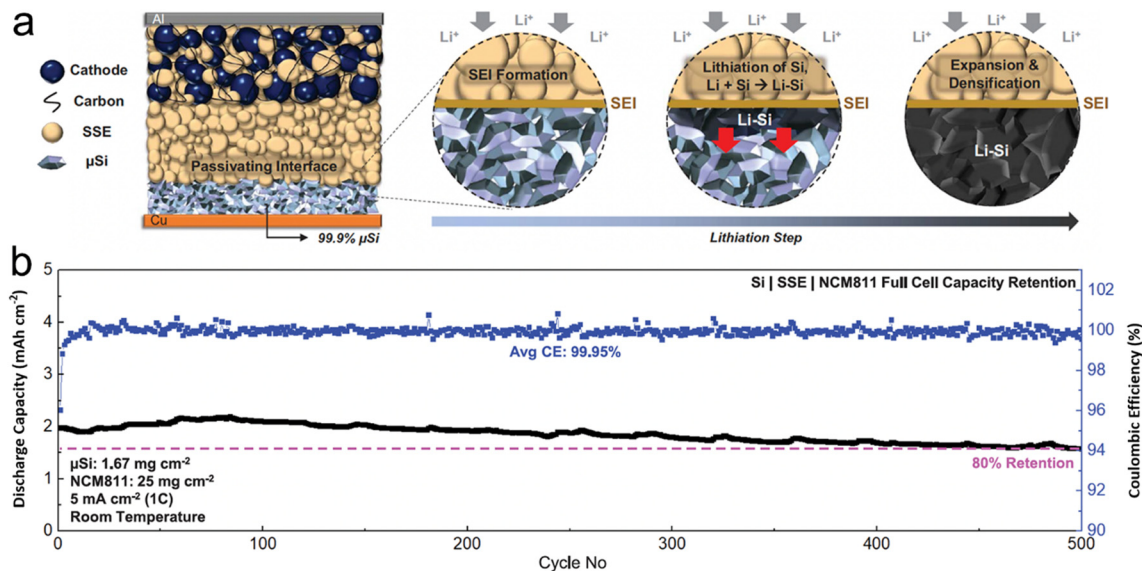 a
Al
Cathode
Carbon
SSE
μSi
Passivating Interface
Cu
99.9% μSi
Li⁺ Li⁺
SEI Formation
SEI
Li⁺ Li⁺
Lithiation of Si,
Li + Si → Li-Si
Li-Si
SEI
Li⁺ Li⁺
Expansion &
Densification
Li-Si
SEI
Lithiation Step
b
Si | SSE | NCM811 Full Cell Capacity Retention
Avg CE: 99.95%
80% Retention
μSi: 1.67 mg cm⁻²
NCM811: 25 mg cm⁻²
5 mA cm⁻² (1C)
Room Temperature
Discharge Capacity (mAh cm⁻²)
5
4
3
2
1
0
0 100 200 300 400 500
Cycle No
102
100
98
96
94
92
90
Coulombic Efficiency (%)